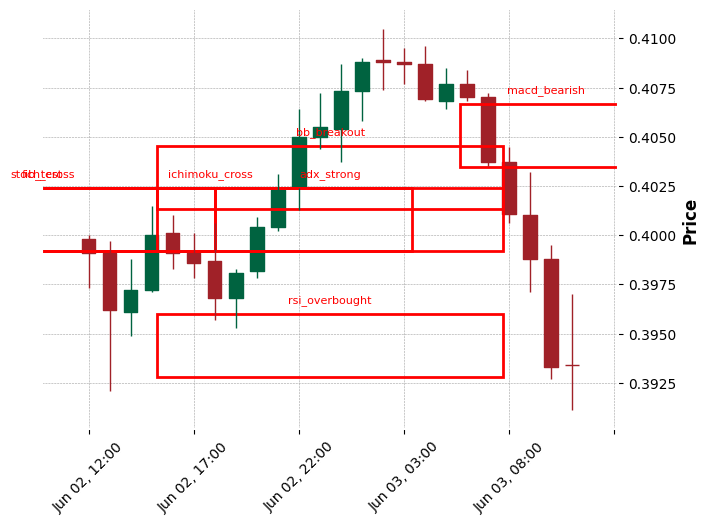 0.4100
0.4075
macd_bearish
0.4050
bb_breakout
0.4025
ichimoku_cross
adx_strong
0.4000
Price
0.3975
rsi_overbought
0.3950
0.3925
Jun 02, 12:00
Jun 02, 17:00
Jun 02, 22:00
Jun 03, 03:00
Jun 03, 08:00